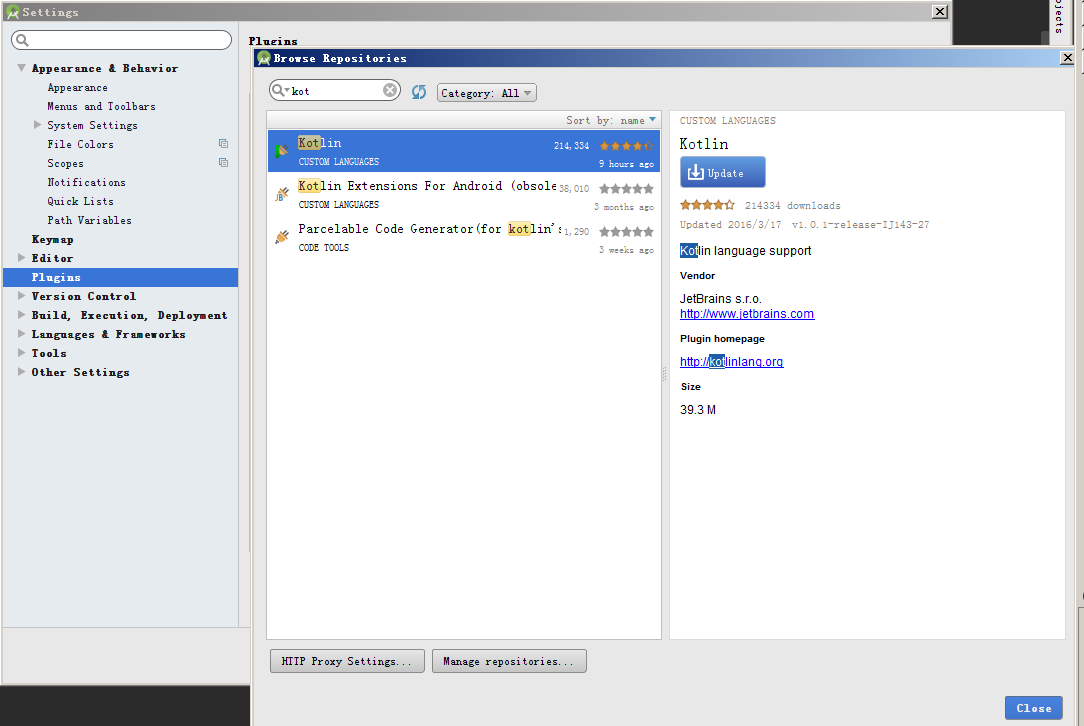 Settings
Appearance & Behavior
Appearance
Menus and Toolbars
System Settings
File Colors
Scopes
Notifications
Quick Lists
Path Variables
Keymap
Editor
Plugins
Version Control
Build, Execution, Deployment
Languages & Frameworks
Tools
Other Settings
Plugins
Browse Repositories
kot
Category: All
Sort by: name
Kotlin 214,334
CUSTOM LANGUAGES 9 hours ago
Kotlin Extensions For Android (obsole 38,010
CUSTOM LANGUAGES 3 months ago
Parcelable Code Generator(for kotlin's 1,290
CODE TOOLS 3 weeks ago
CUSTOM LANGUAGES
Kotlin
Update
214334 downloads
Updated 2016/3/17 v1.0.1-release-IJ143-27
Kotlin language support
Vendor
JetBrains s.r.o.
http://www.jetbrains.com
Plugin homepage
http://kotlinlang.org
Size
39.3 M
HTTP Proxy Settings...
Manage repositories...
Close